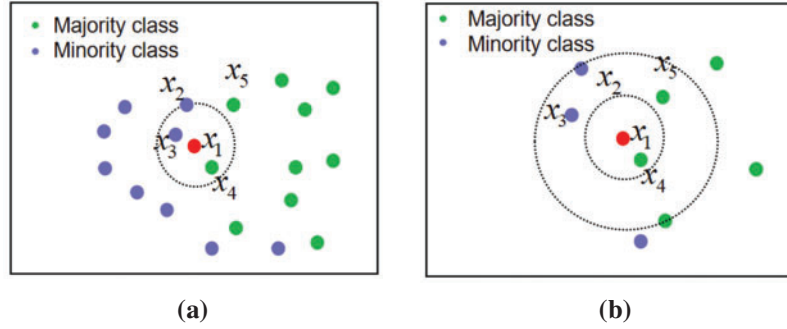 Majority class
Minority class
x2
x5
x3
x1
x4
(a)
Majority class
Minority class
x2
x5
x3
x1
x4
(b)